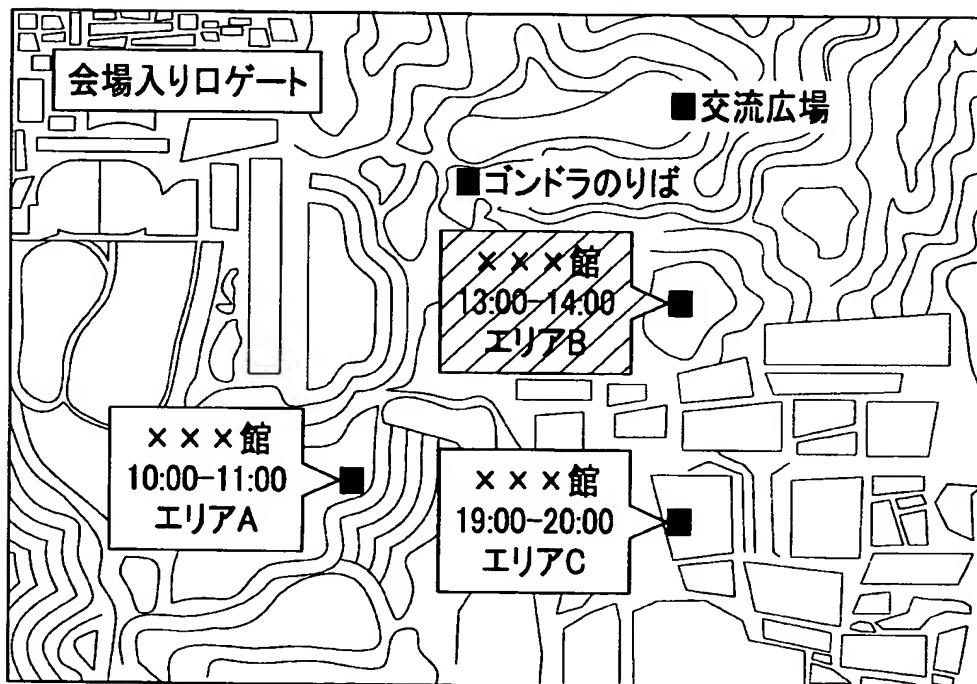 会場入り口ゲート
■交流広場
■ゴンドラのりば
×××館
13:00-14:00
エリアB
×××館
10:00-11:00
エリアA
×××館
19:00-20:00
エリアC